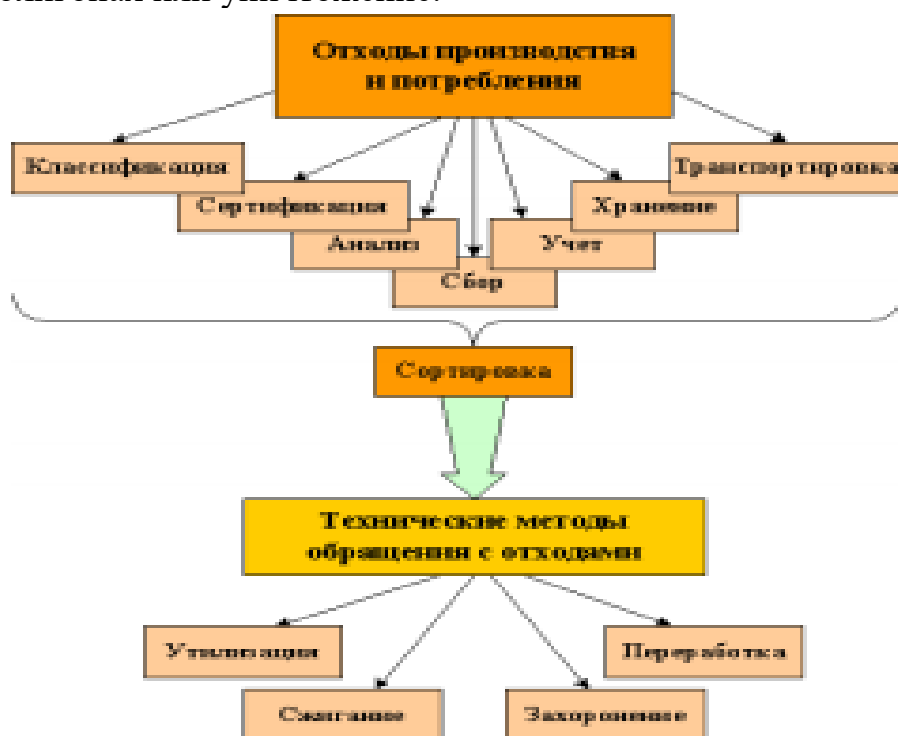 Отходы производства
и потребления
Классификация
Транспортировка
Сертификация
Хранение
Анализ
Учет
Сбор
Сортировка
Технические методы
обращения с отходами
Утилизация
Переработка
Сжигание
Захоронение